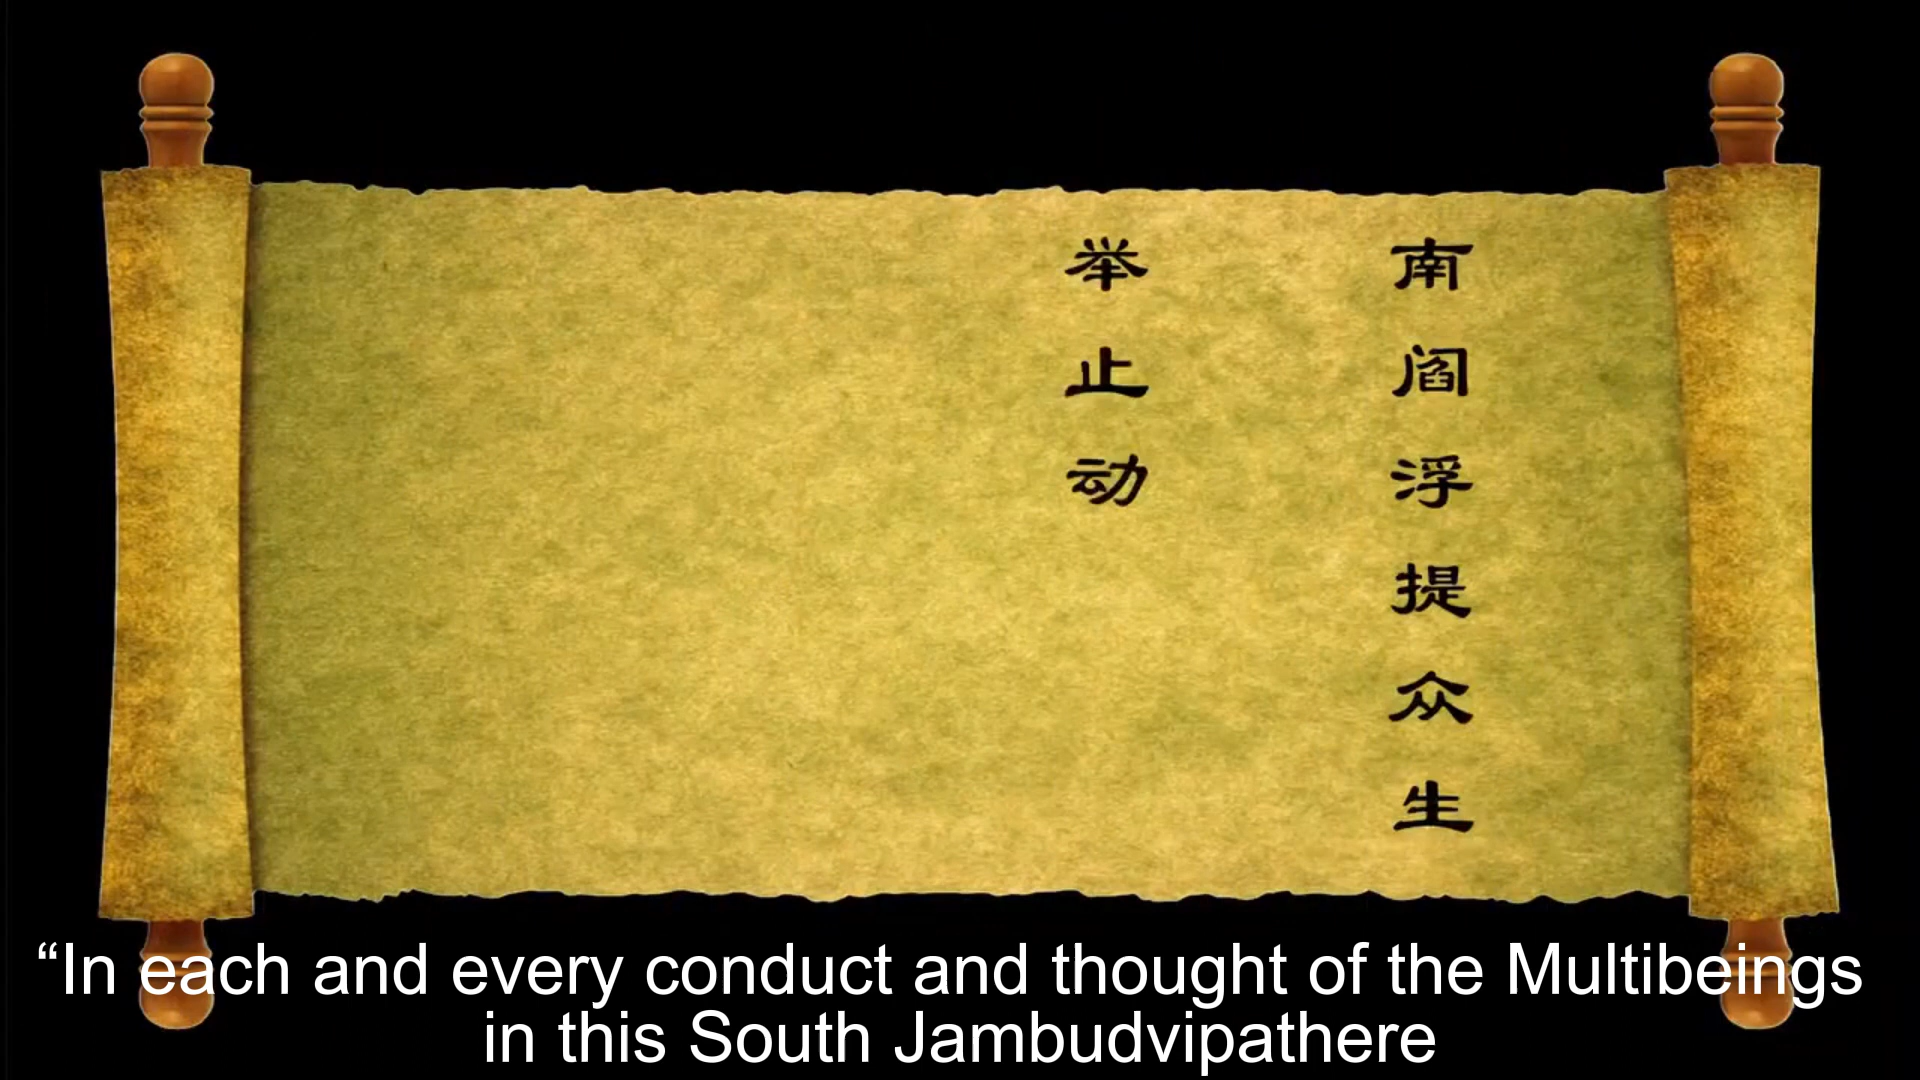 南阎浮提众生
举止动
“In each and every conduct and thought of the Multibeings
in this South Jambudvipathere